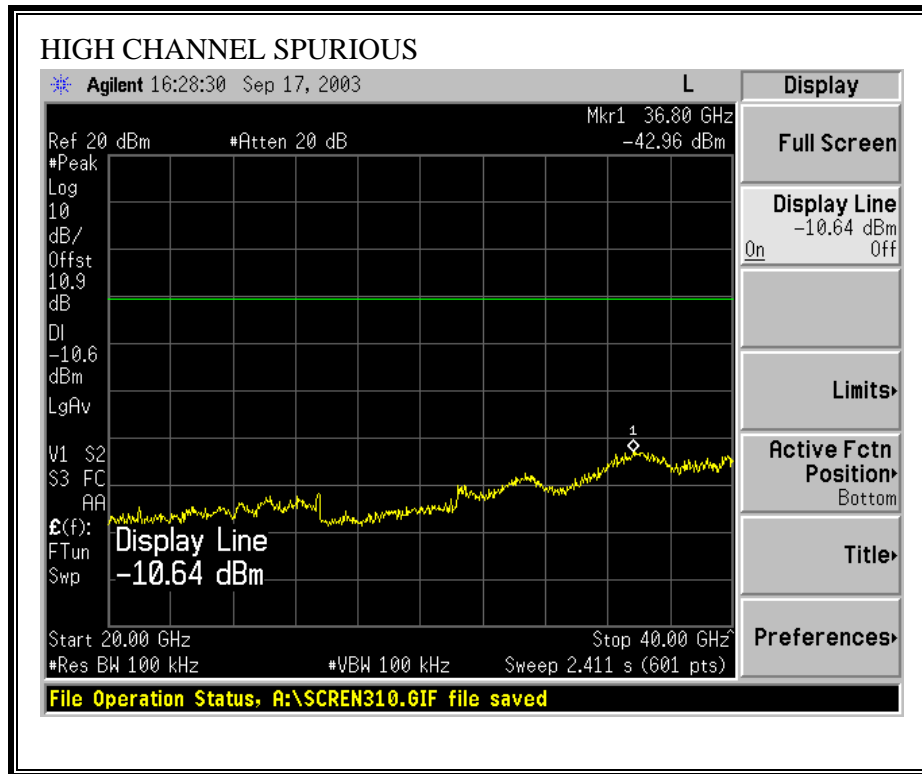 HIGH CHANNEL SPURIOUS
Agilent 16:28:30 Sep 17, 2003 L
Mkr1 36.80 GHz
Ref 20 dBm #Atten 20 dB -42.96 dBm
#Peak
Log
10
dB/
Offst
10.9
dB
DI
-10.6
dBm
LgAv
V1 S2
S3 FC
AA
£(f):
FTun
Swp
1
Display Line
-10.64 dBm
Start 20.00 GHz Stop 40.00 GHz^
#Res BW 100 kHz #VBW 100 kHz Sweep 2.411 s (601 pts)
File Operation Status, A:\SCREN310.GIF file saved
Display
Full Screen
Display Line
-10.64 dBm
On Off
Limits▸
Active Fctn
Position▸
Bottom
Title▸
Preferences▸